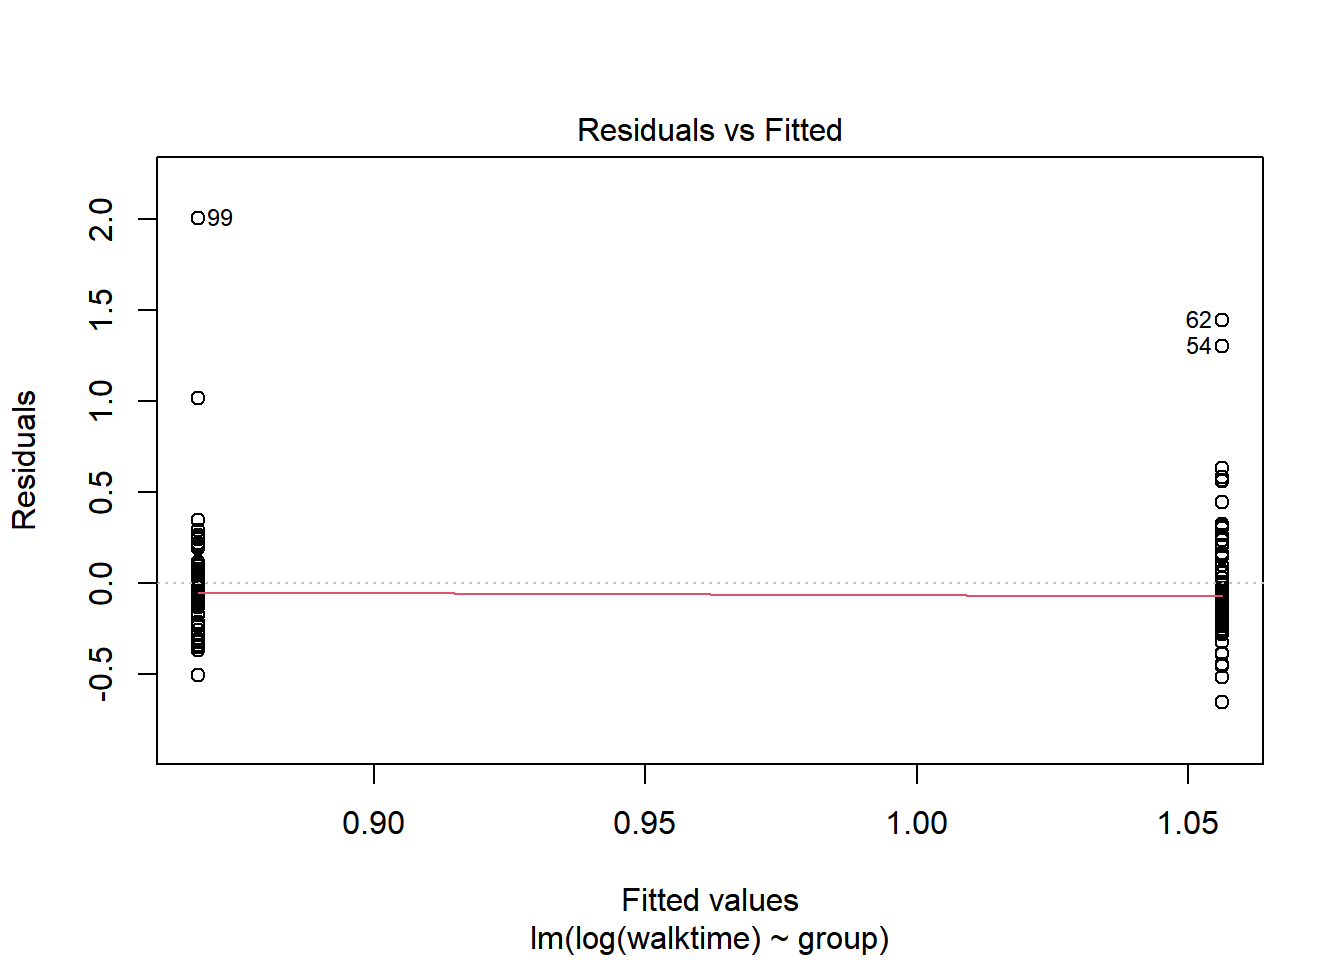 Residuals vs Fitted
Residuals
2.0
1.5
1.0
0.5
0.0
-0.5
99
62
54
0.90 0.95 1.00 1.05
Fitted values
lm(log(walktime) ~ group)